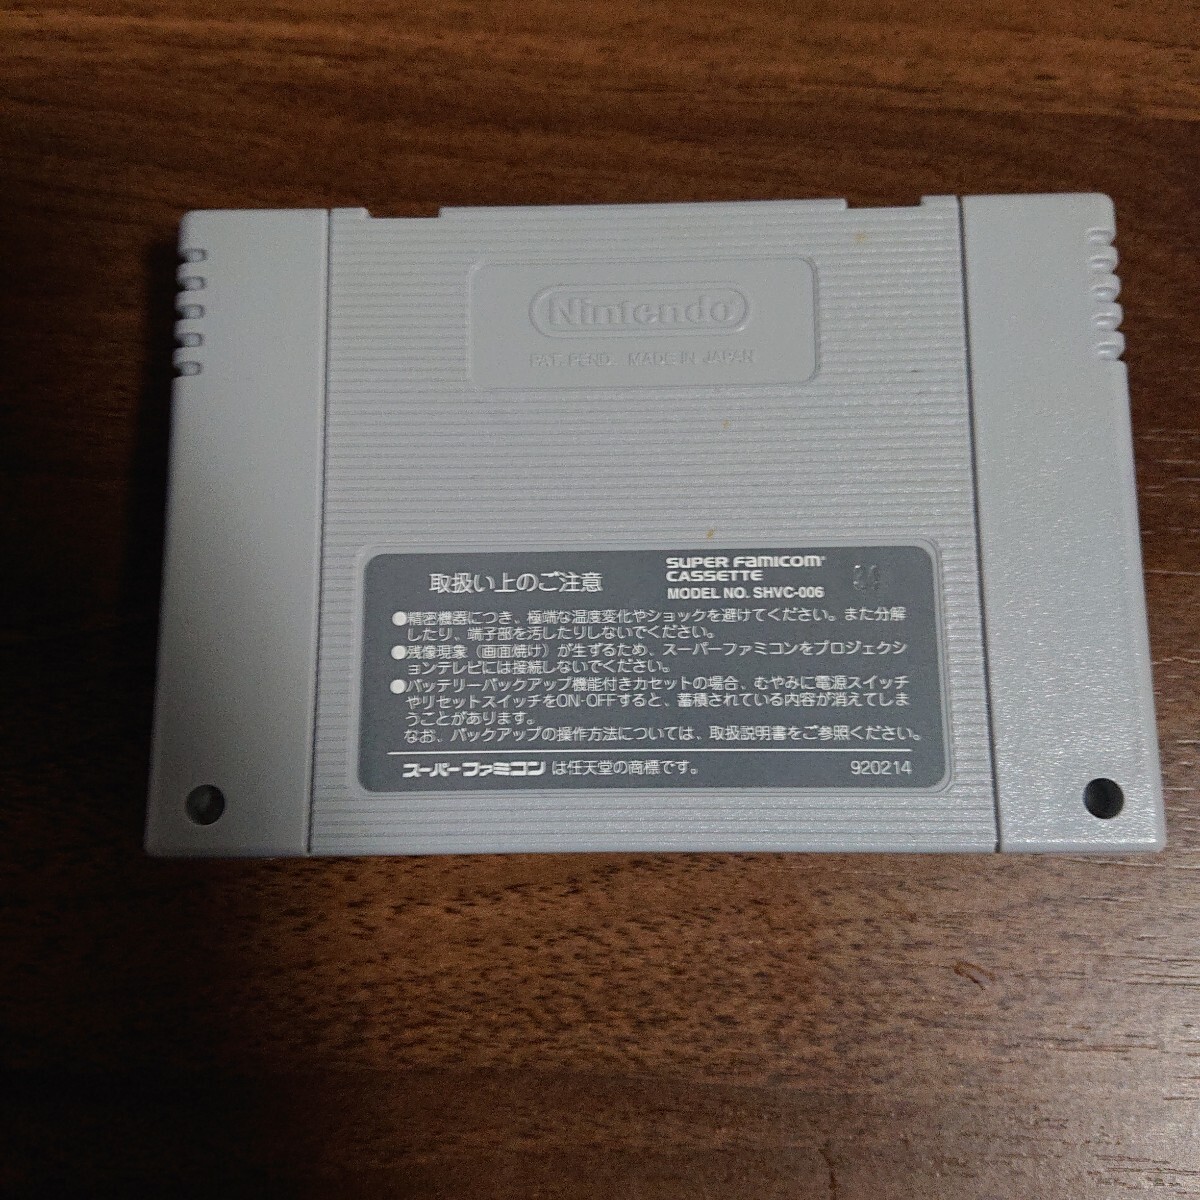 Nintendo®
PAT. PEND. MADE IN JAPAN
取扱い上のご注意
SUPER FAMICOM®
CASSETTE
MODEL NO. SHVC-006
●精密機器につき、極端な温度変化やショックを避けてください。また分解
したり、端子部を汚したりしないでください。
●残像現象（画面焼け）が生ずるため、スーパーファミコンをプロジェクシ
ョンテレビには接続しないでください。
●バッテリーバックアップ機能付きカセットの場合、むやみに電源スイッチ
やリセットスイッチをON-OFFすると、蓄積されている内容が消えてしま
うことがあります。
なお、バックアップの操作方法については、取扱説明書をご参照ください。
スーパーファミコン は任天堂の商標です。
920214